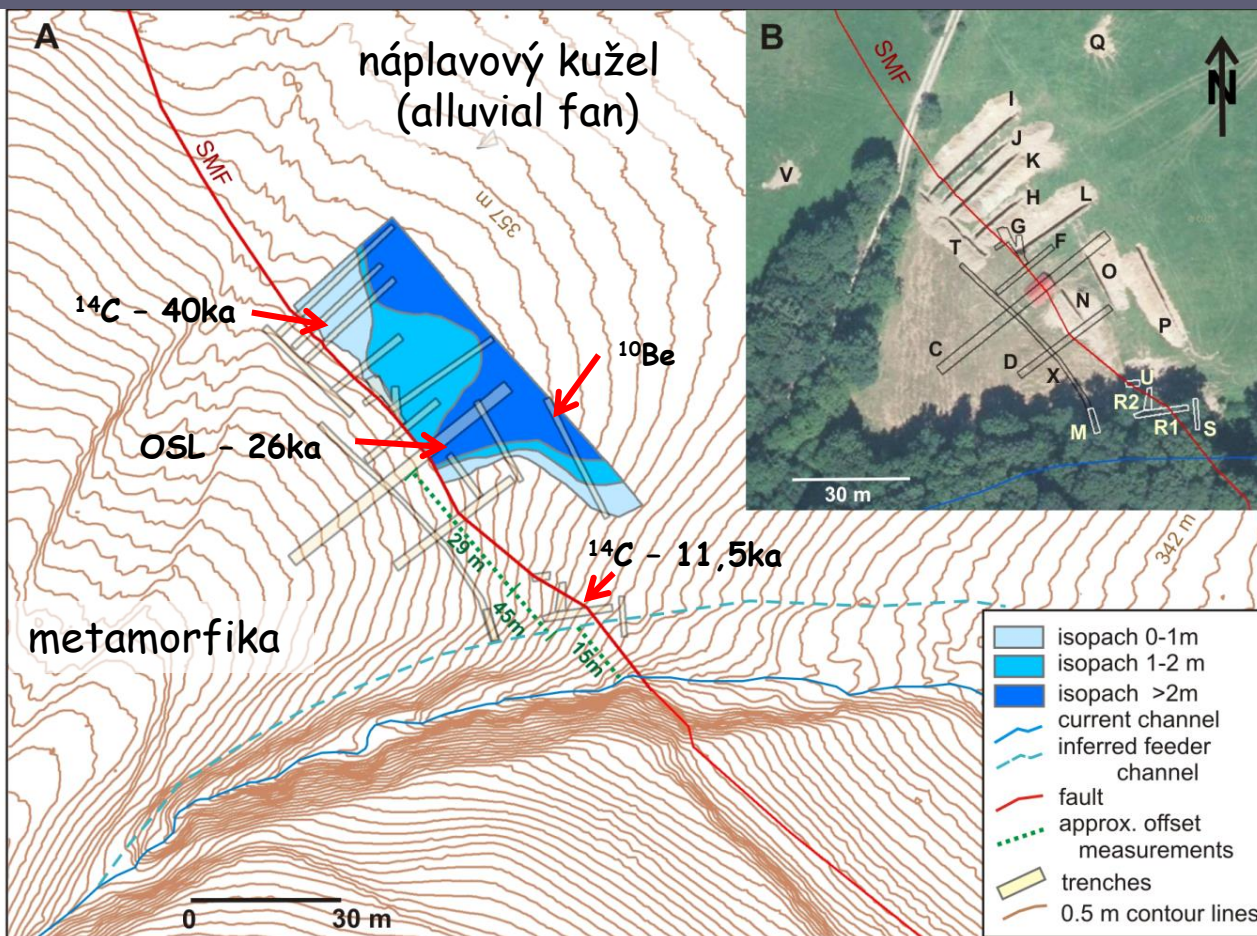 A
náplavový kužel
(alluvial fan)
SMF
357 m
¹⁴C - 40ka
¹⁰Be
OSL - 26ka
¹⁴C - 11,5ka
29 m
45m
15m
342 m
metamorfika
0 30 m
B
SMF
N
Q
I
J
K
V
H
L
G
F
T
O
N
P
C
D
X
U
R2
R1
S
M
30 m
isopach 0-1m
isopach 1-2 m
isopach >2m
current channel
inferred feeder
channel
fault
approx. offset
measurements
trenches
0.5 m contour lines